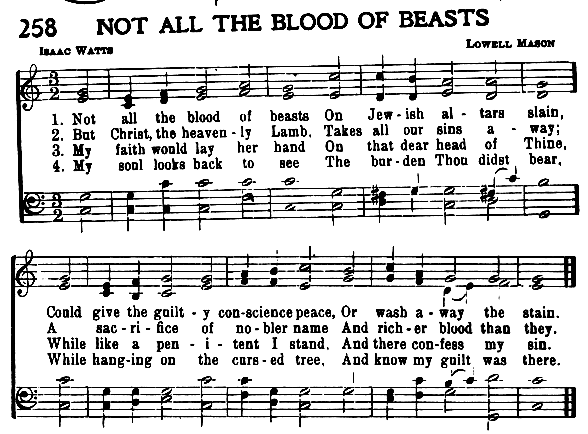 258 NOT ALL THE BLOOD OF BEASTS
ISAAC WATTS LOWELL MASON
1. Not all the blood of beasts On Jew-ish al-tars slain,
2. But Christ, the heaven-ly Lamb, Takes all our sins a-way;
3. My faith would lay her hand On that dear head of Thine,
4. My soul looks back to see The bur-den Thou didst bear,
Could give the guilt-y con-science peace, Or wash a-way the stain.
A sac-ri-fice of no-bler name And rich-er blood than they.
While like a pen-i-tent I stand, And there con-fess my sin.
While hang-ing on the curs-ed tree, And know my guilt was there.